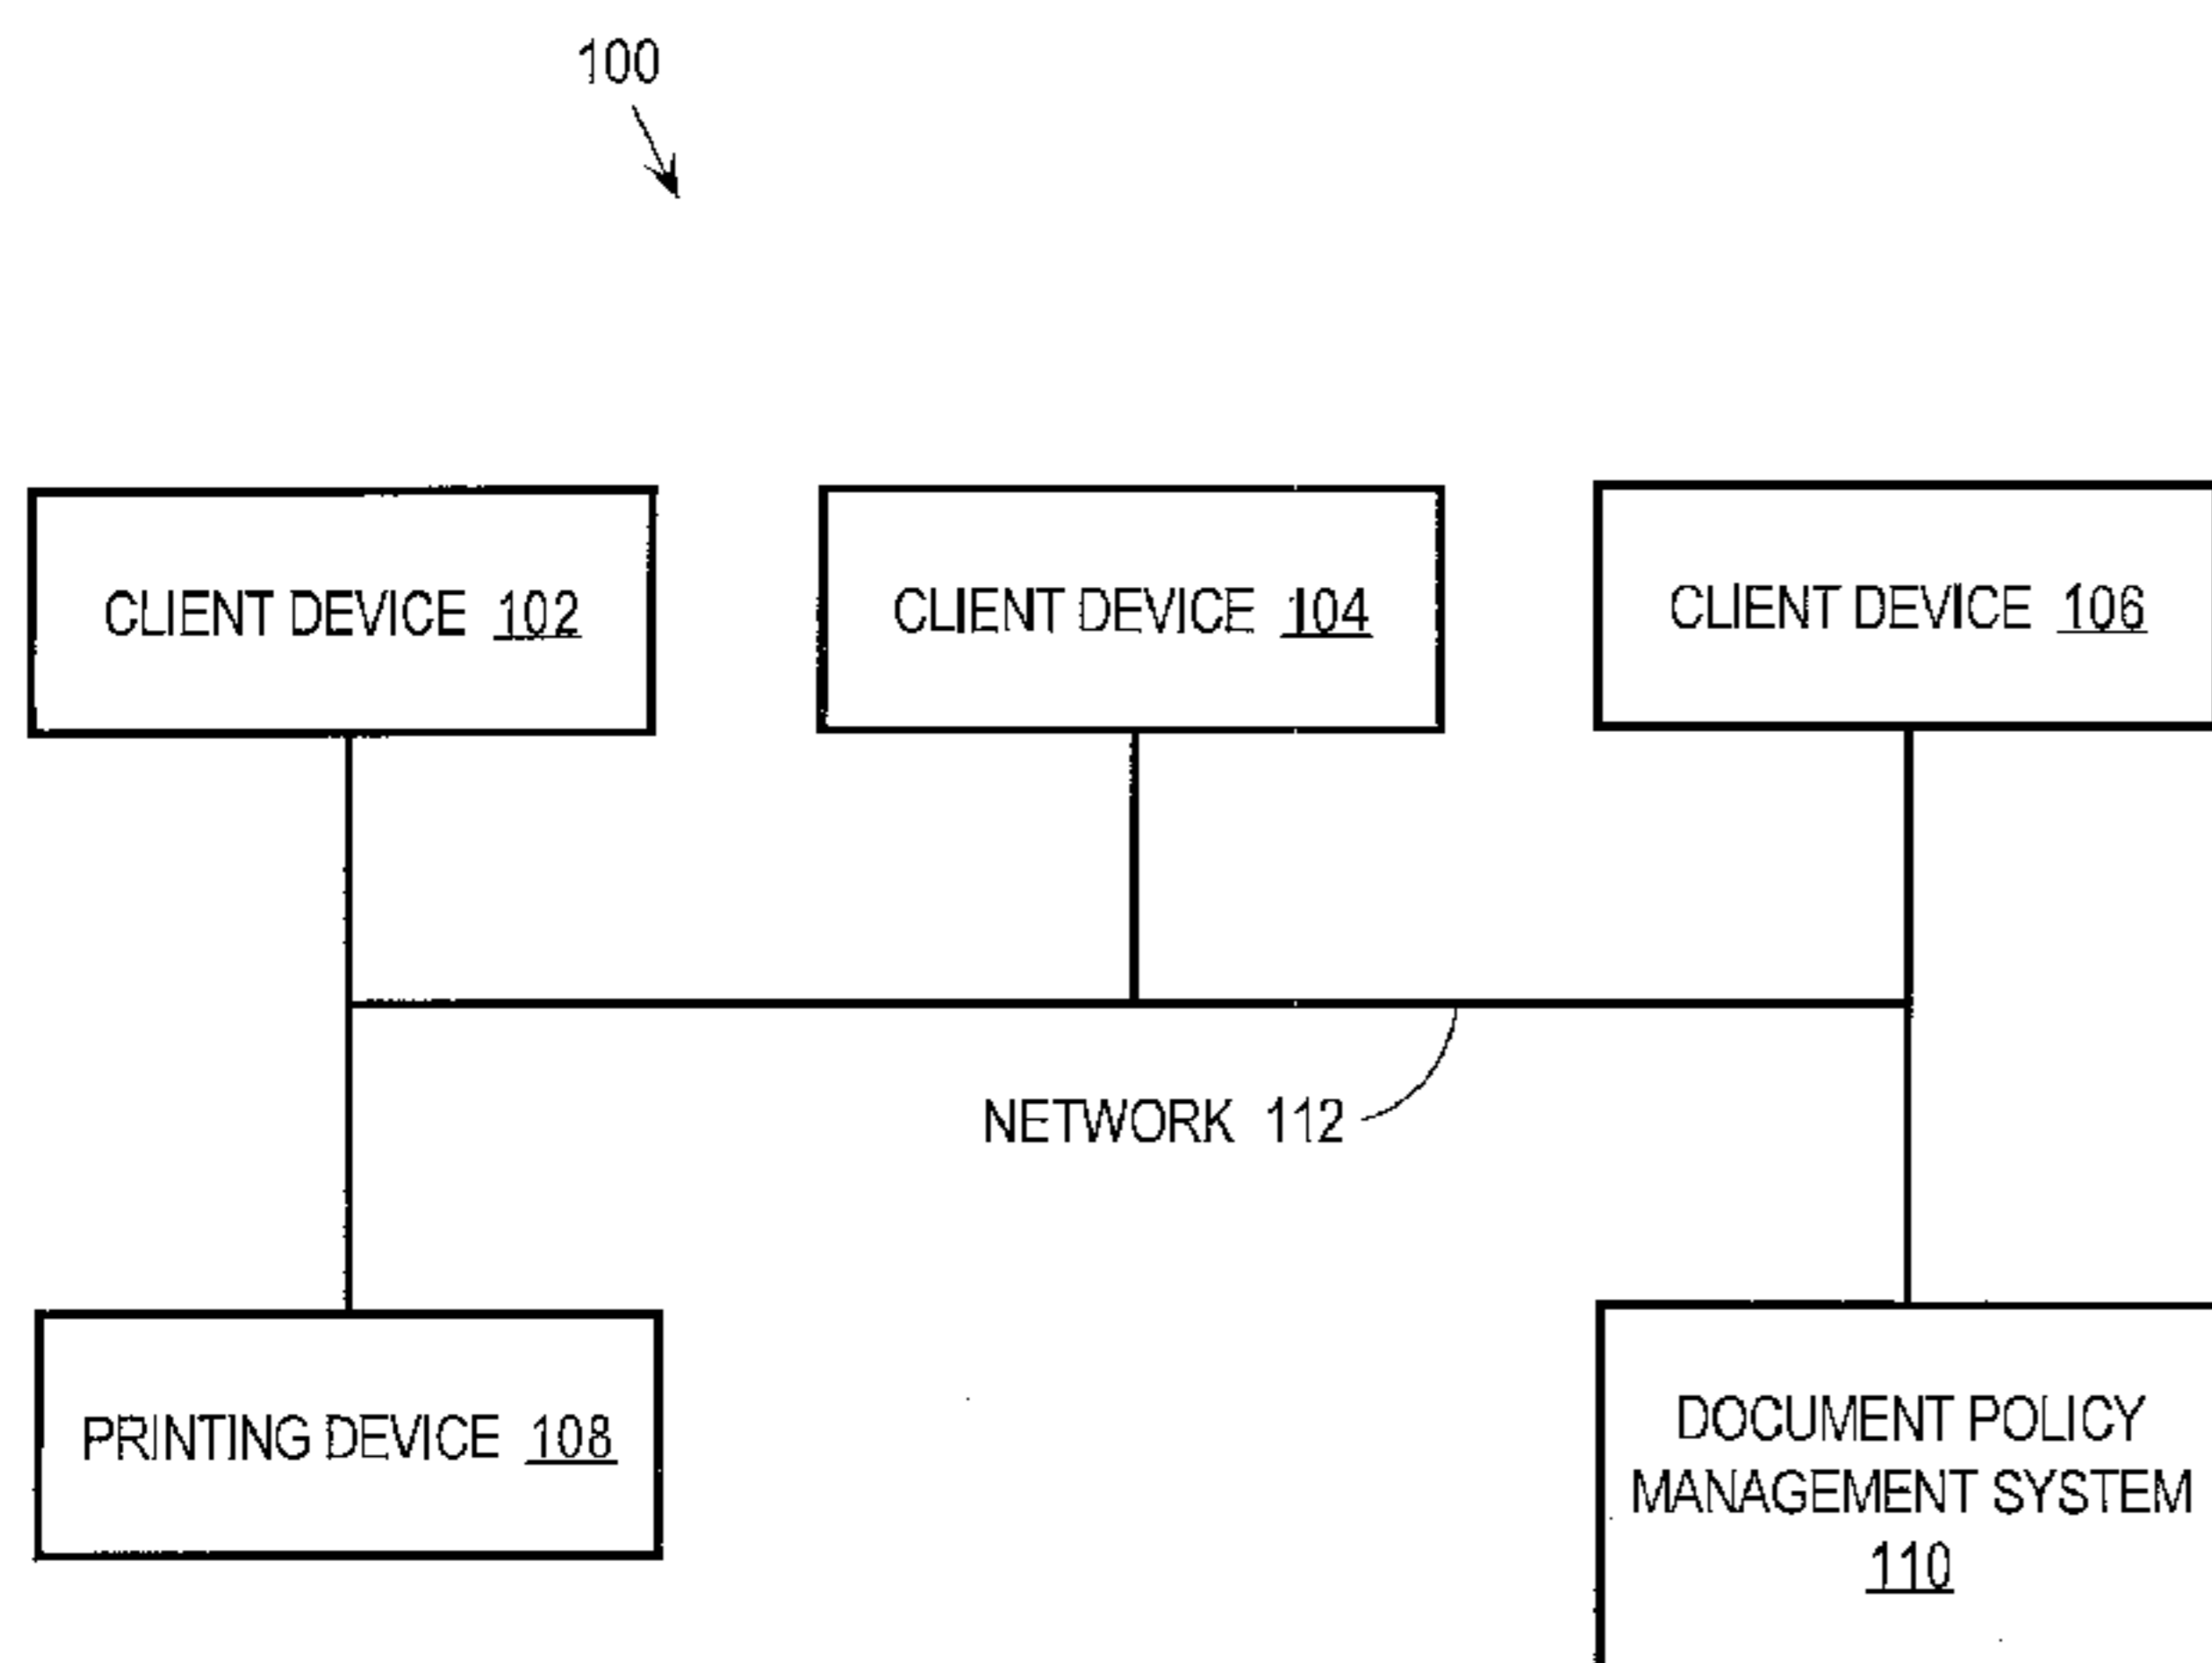 100
CLIENT DEVICE 102
CLIENT DEVICE 104
CLIENT DEVICE 106
NETWORK 112
PRINTING DEVICE 108
DOCUMENT POLICY
MANAGEMENT SYSTEM
110